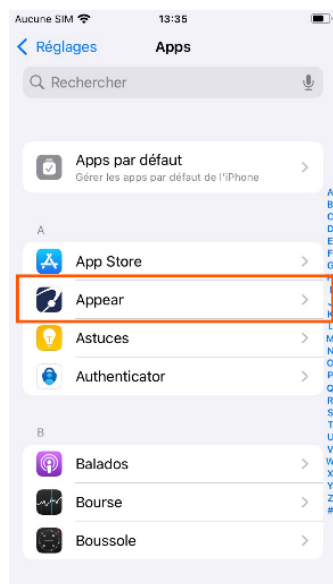 Aucune SIM 13:35
Réglages Apps
Rechercher
Apps par défaut
Gérer les apps par défaut de l'iPhone
A
App Store
Appear
Astuces
Authenticator
B
Balados
Bourse
Boussole
A
B
C
D
E
F
G
H
I
J
K
L
M
N
O
P
Q
R
S
T
U
V
W
X
Y
Z
#